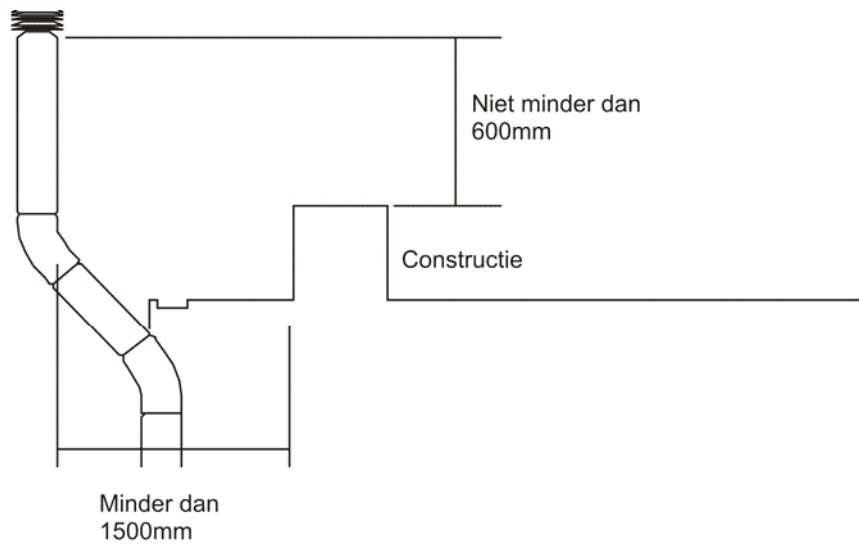 Niet minder dan
600mm
Constructie
Minder dan
1500mm